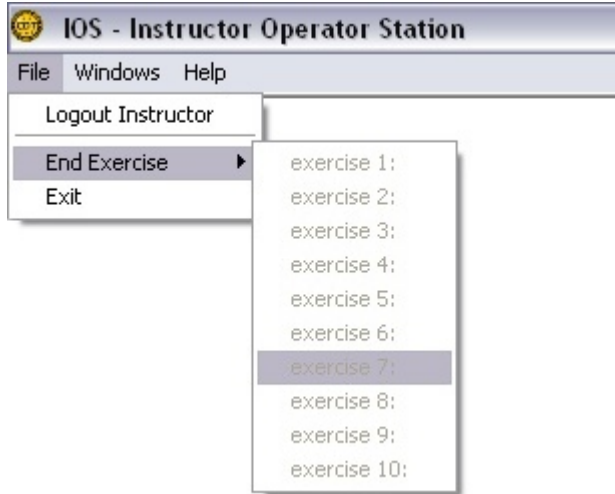 IOS - Instructor Operator Station
File Windows Help
Logout Instructor
End Exercise
Exit
exercise 1:
exercise 2:
exercise 3:
exercise 4:
exercise 5:
exercise 6:
exercise 7:
exercise 8:
exercise 9:
exercise 10: